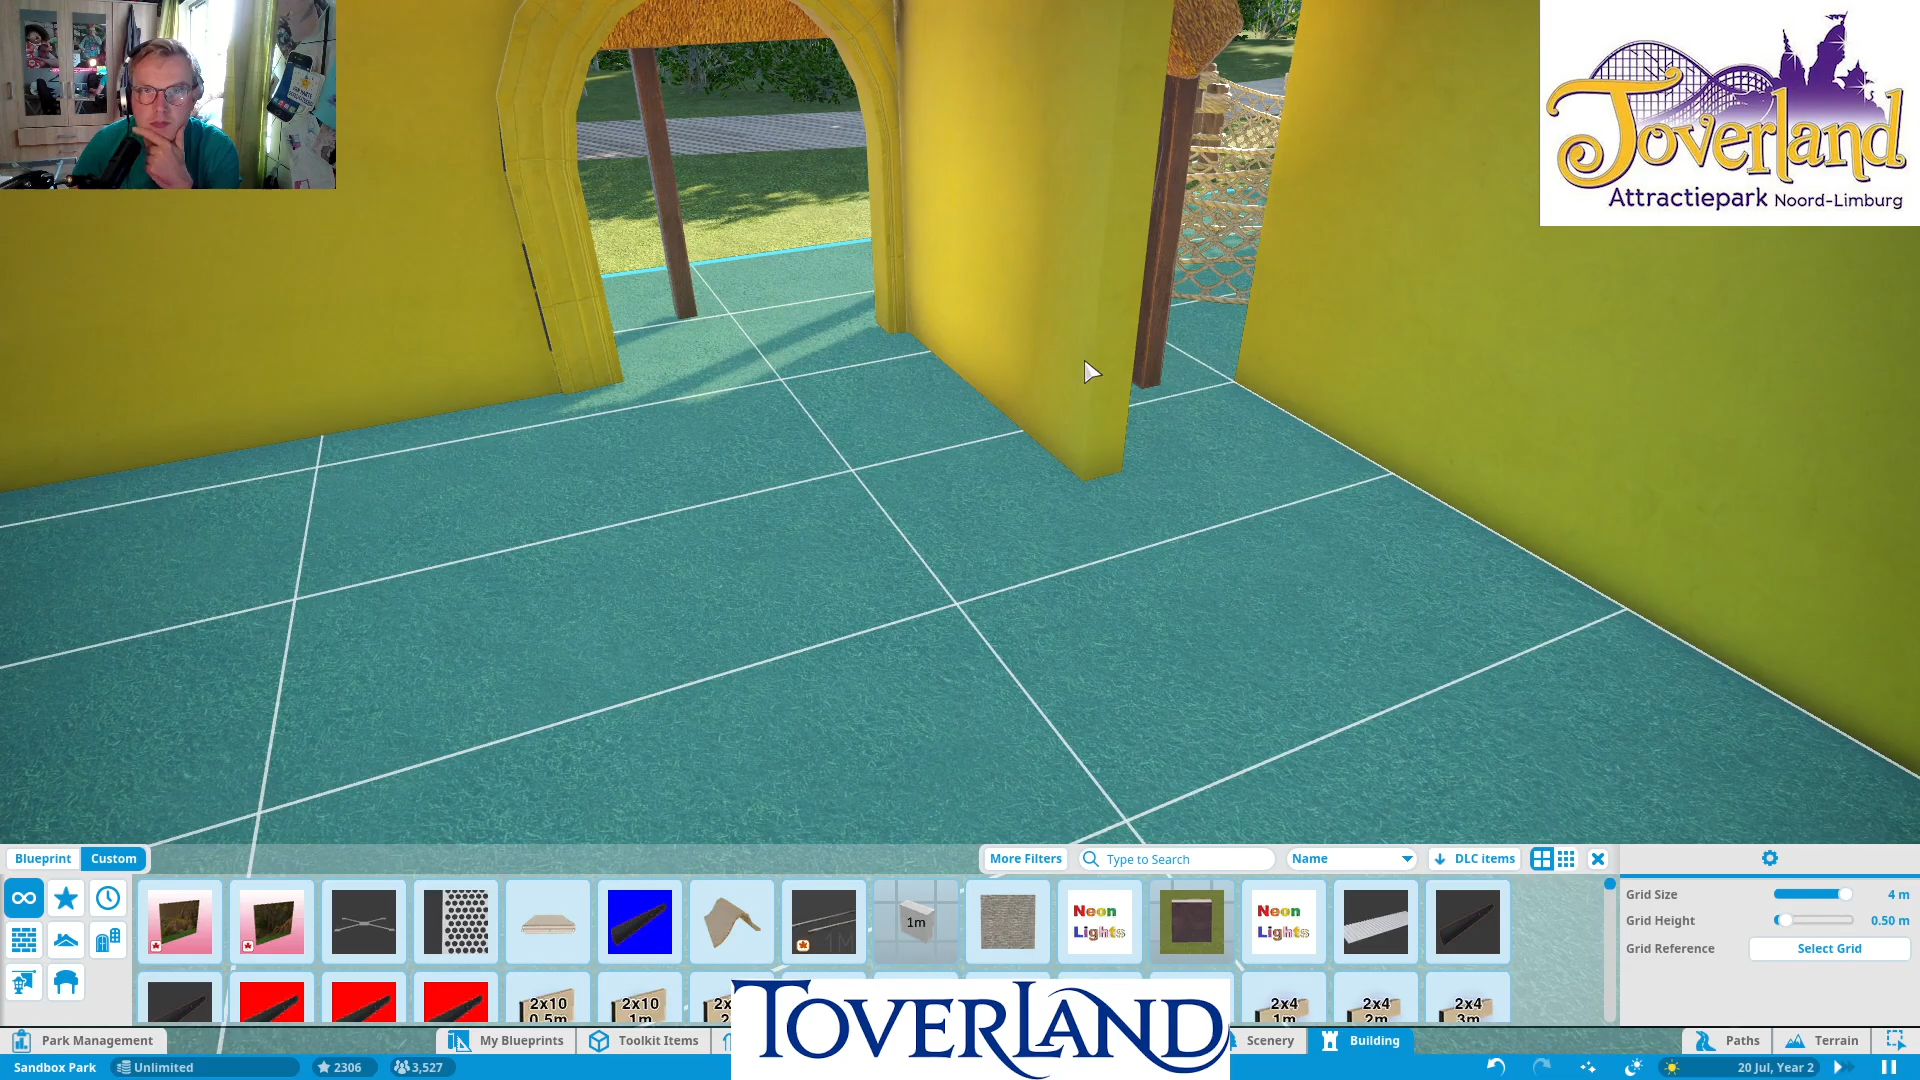 Toverland
Attractiepark Noord-Limburg
Blueprint
Custom
More Filters
Type to Search
Name
DLC items
Grid Size
4 m
Grid Height
0.50 m
Grid Reference
Select Grid
1M
1m
Neon
Lights
Neon
Lights
2x10
0.5m
2x10
1m
2x4
1m
2x4
2m
2x4
3m
TOVERLAND
Park Management
My Blueprints
Toolkit Items
Scenery
Building
Paths
Terrain
Sandbox Park
Unlimited
2306
3,527
20 Jul, Year 2